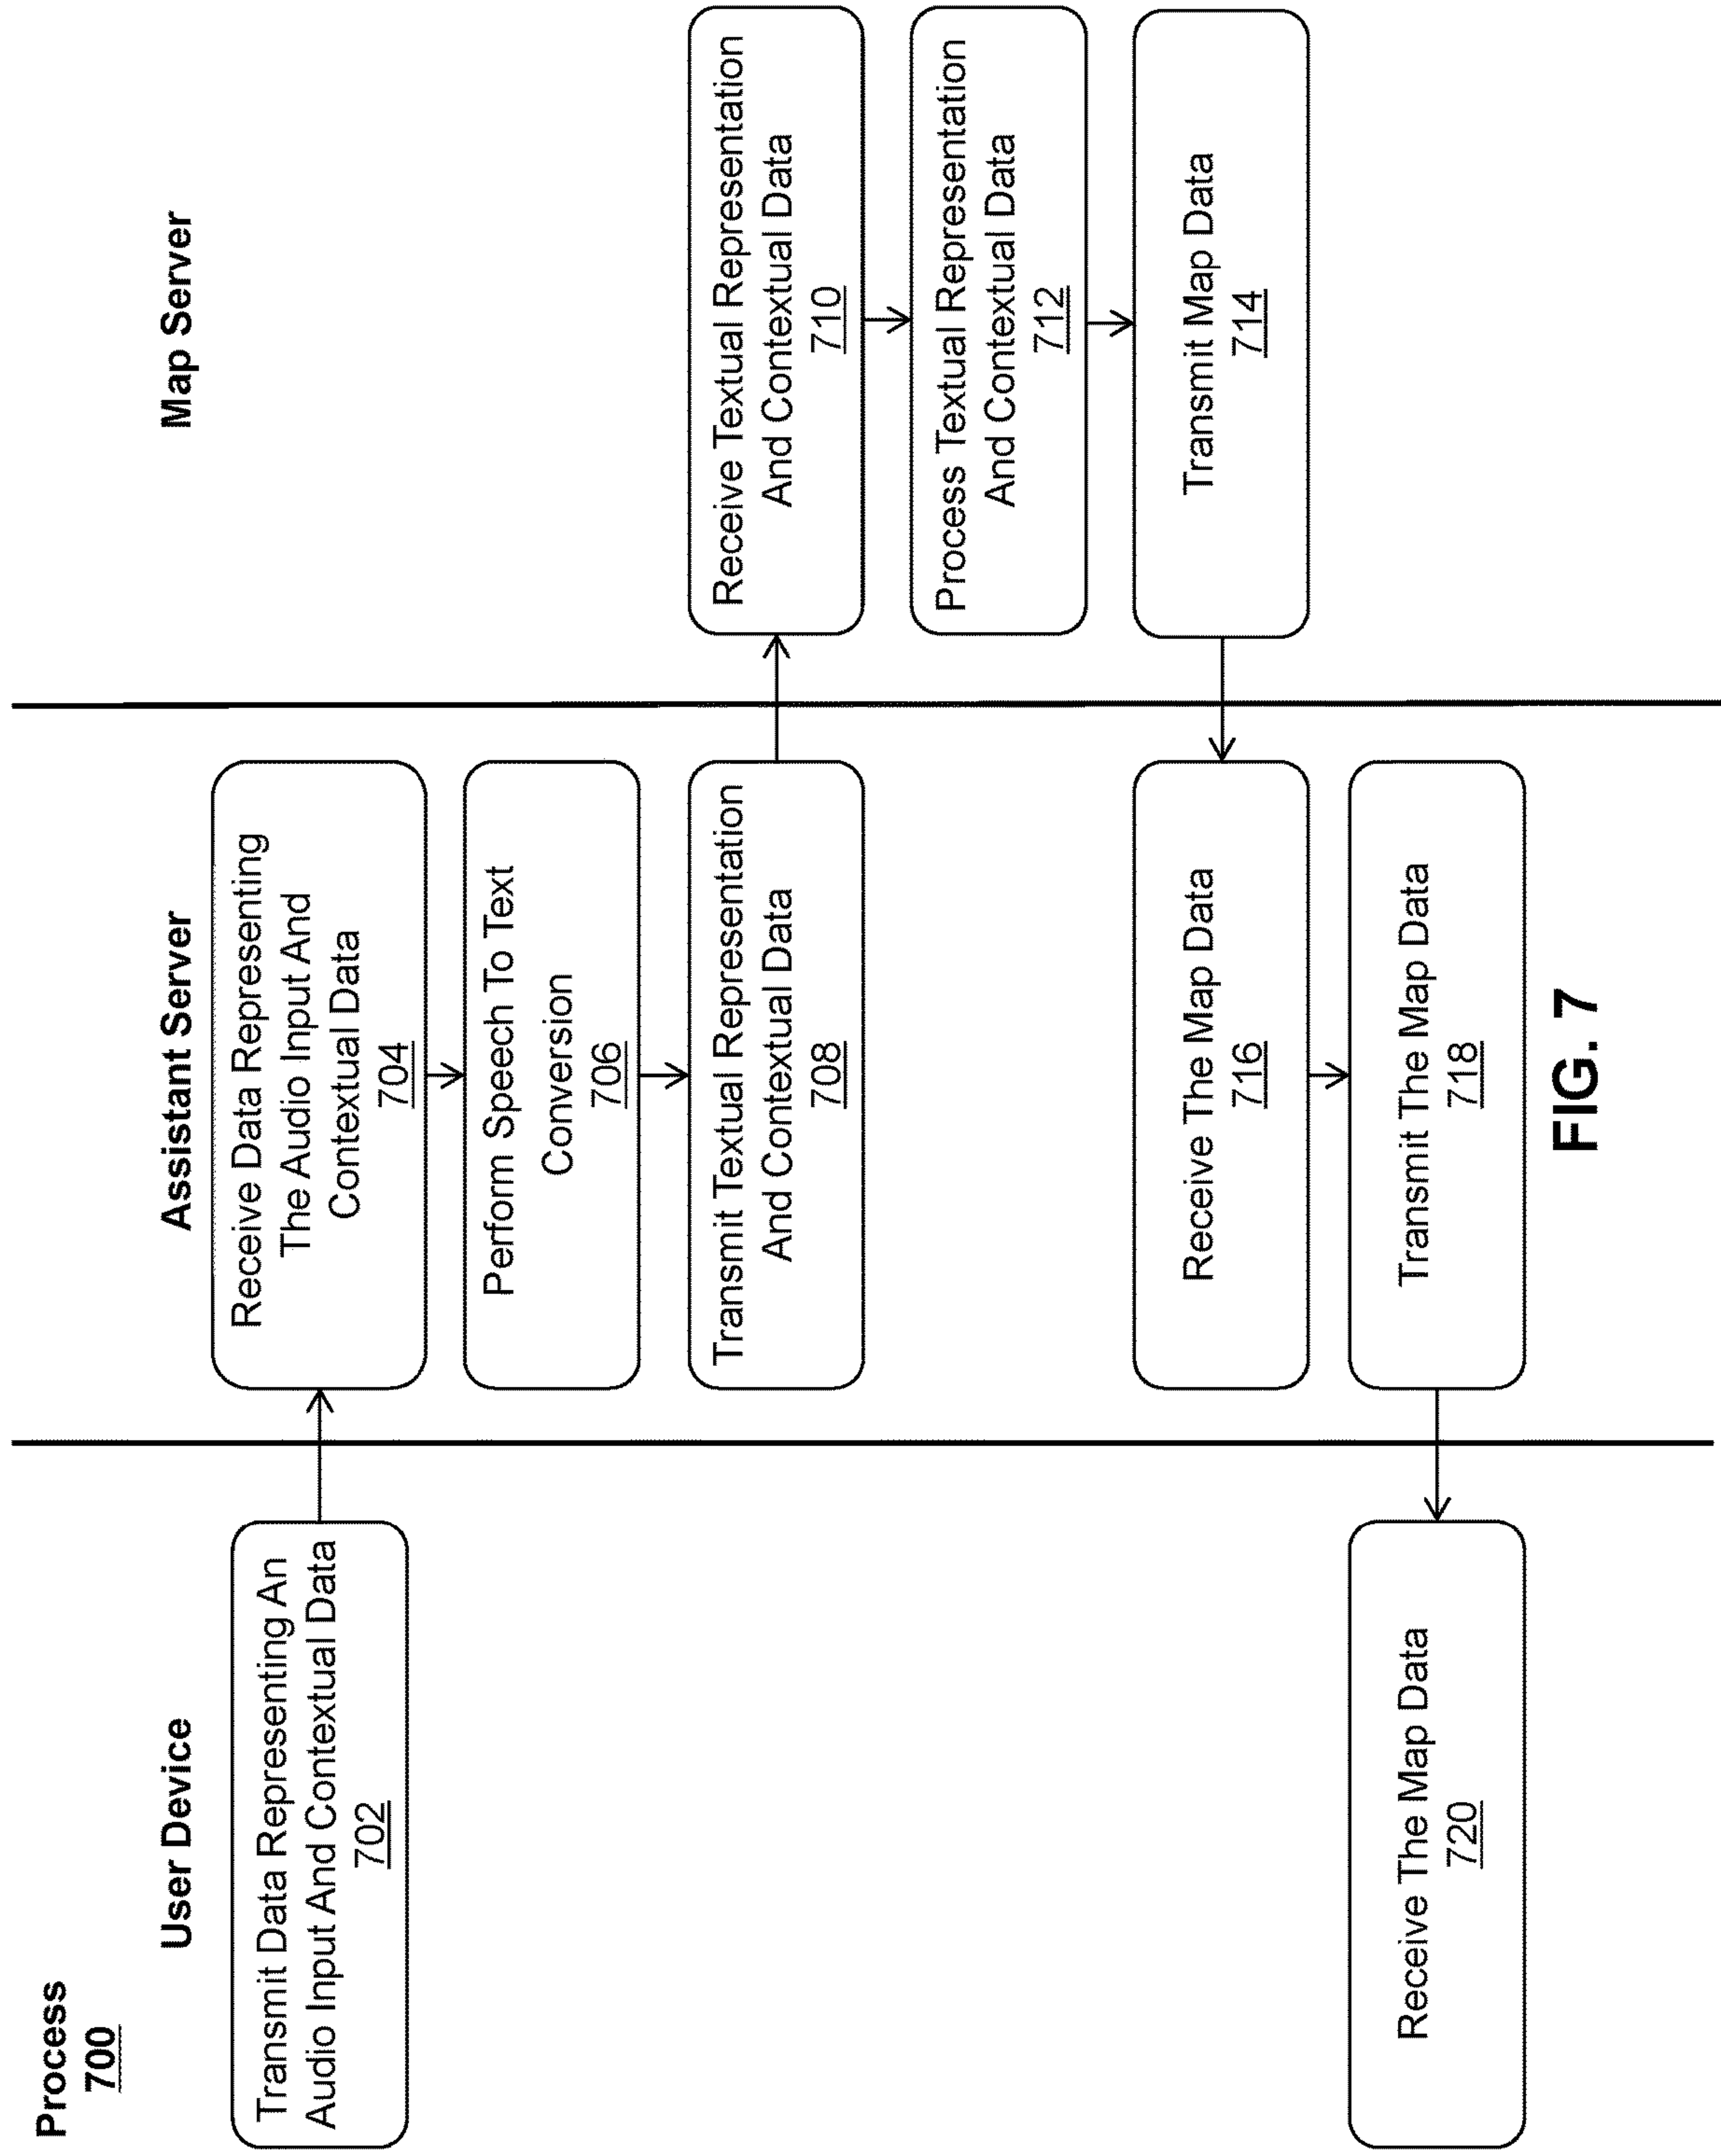 Process
700
User Device
Assistant Server
Map Server
Transmit Data Representing An
Audio Input And Contextual Data
702
Receive Data Representing
The Audio Input And
Contextual Data
704
Perform Speech To Text
Conversion
706
Transmit Textual Representation
And Contextual Data
708
Receive Textual Representation
And Contextual Data
710
Process Textual Representation
And Contextual Data
712
Transmit Map Data
714
Receive The Map Data
716
Transmit The Map Data
718
Receive The Map Data
720
FIG. 7